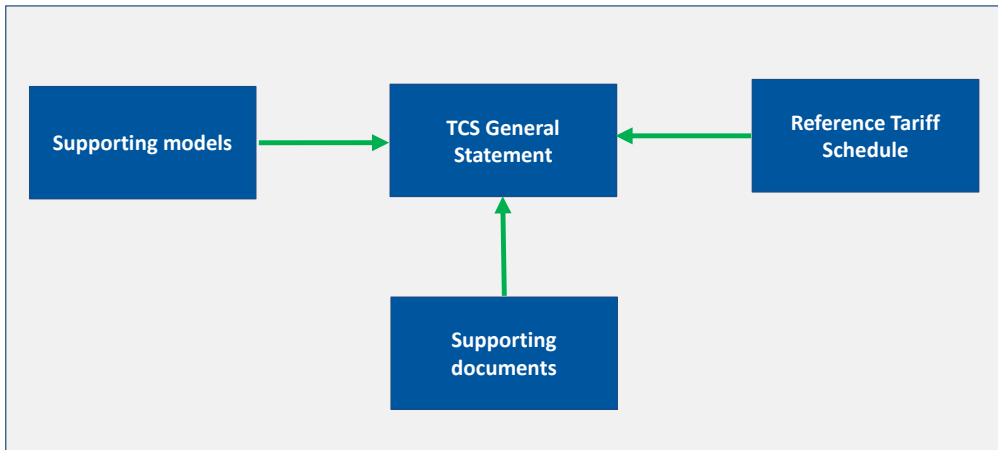 Supporting models
TCS General
Statement
Reference Tariff
Schedule
Supporting
documents